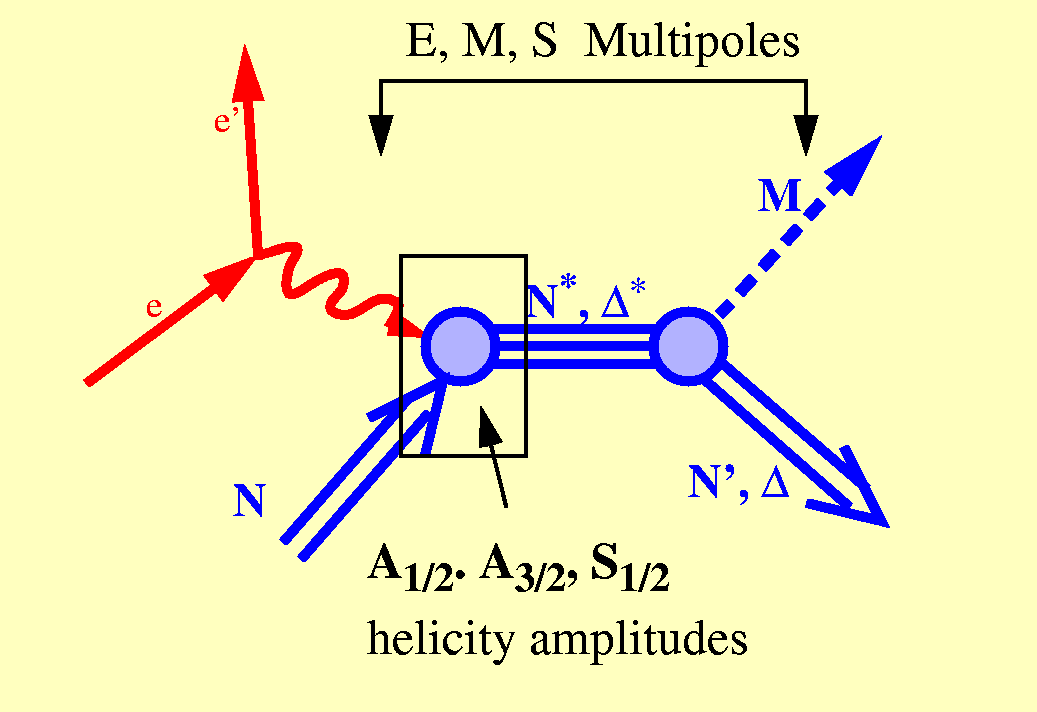 E, M, S Multipoles
e'
M
e
N*, Δ*
N
N', Δ
A1/2. A3/2, S1/2
helicity amplitudes